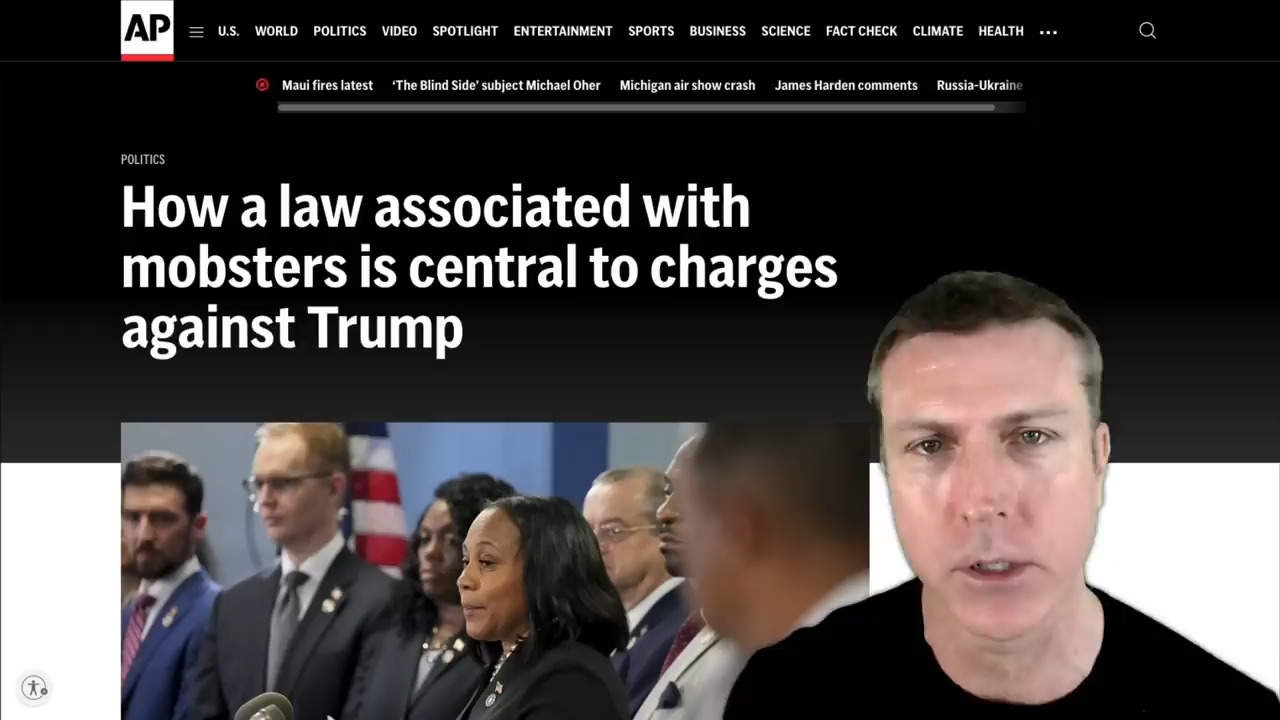 AP
U.S. WORLD POLITICS VIDEO SPOTLIGHT ENTERTAINMENT SPORTS BUSINESS SCIENCE FACT CHECK CLIMATE HEALTH
Maui fires latest ‘The Blind Side’ subject Michael Oher Michigan air show crash James Harden comments Russia-Ukraine
POLITICS
How a law associated with
mobsters is central to charges
against Trump